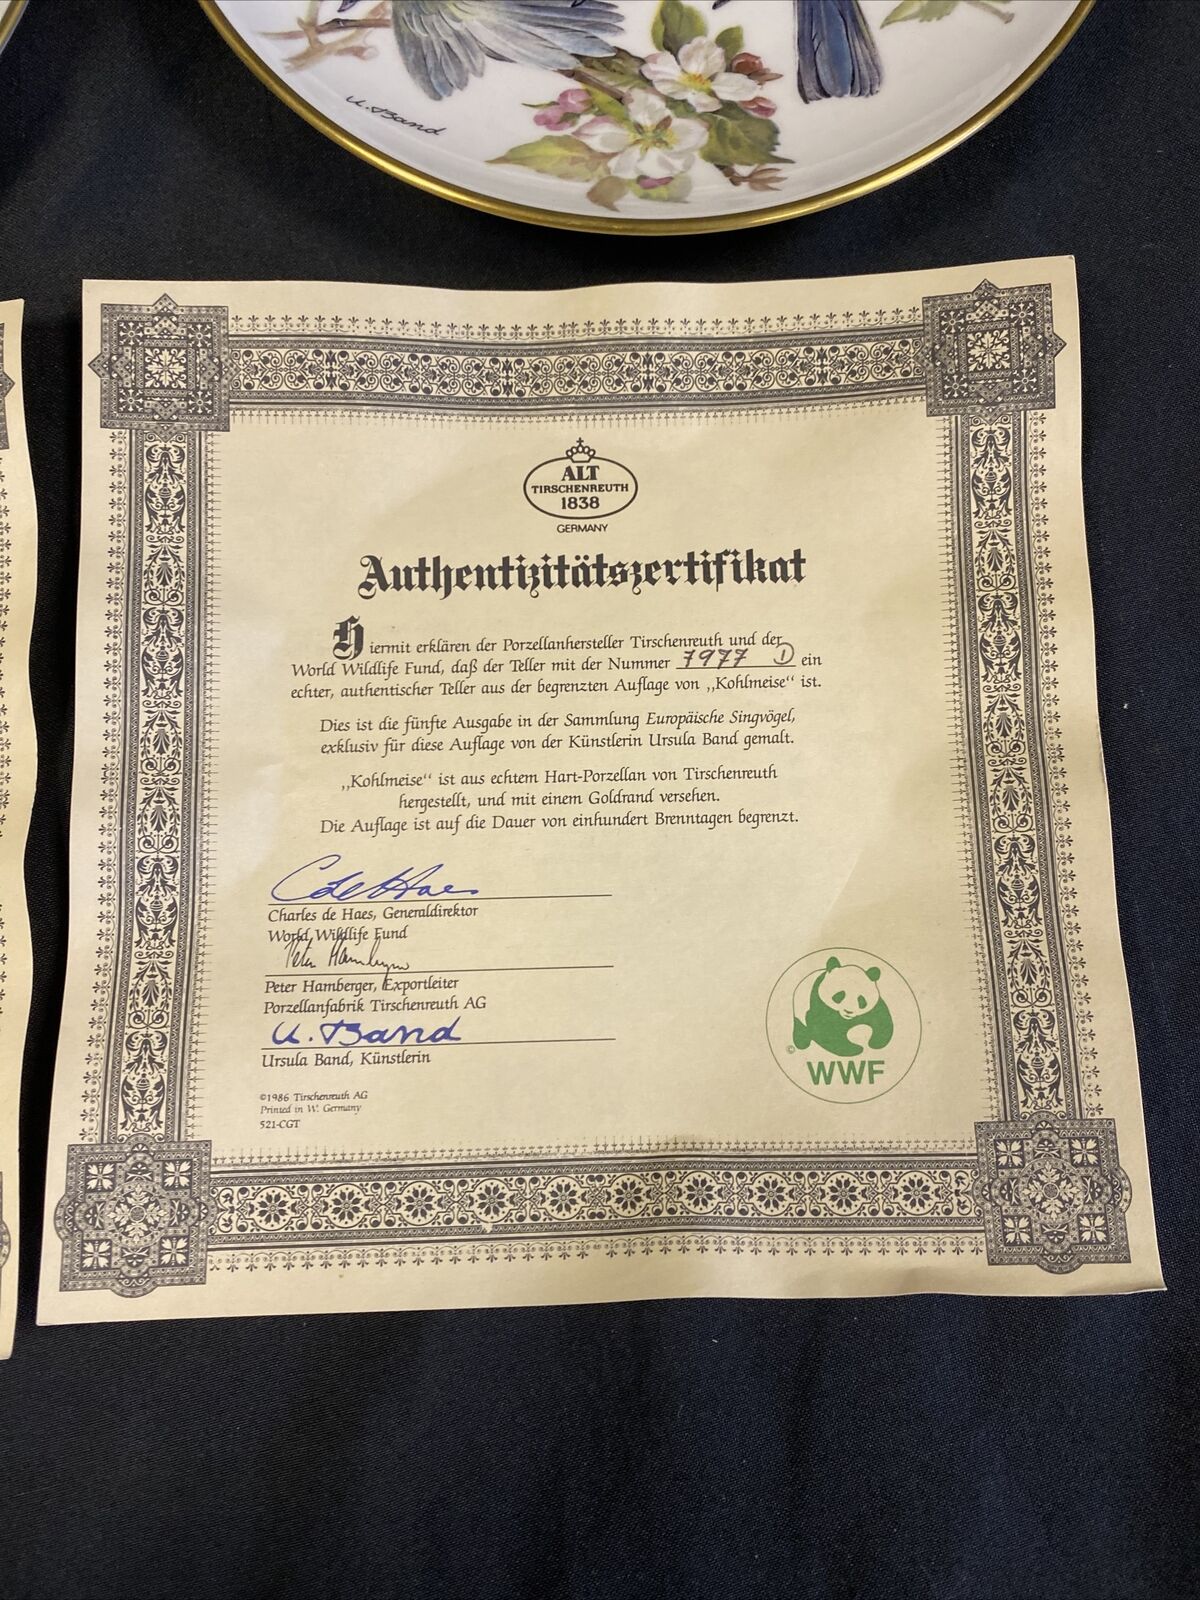 U. Band
ALT
TIRSCHENREUTH
1838
GERMANY
Authentizitätszertifikat
Hiermit erklären der Porzellanhersteller Tirschenreuth und der
World Wildlife Fund, daß der Teller mit der Nummer 7977 D ein
echter, authentischer Teller aus der begrenzten Auflage von „Kohlmeise“ ist.
Dies ist die fünfte Ausgabe in der Sammlung Europäische Singvögel,
exklusiv für diese Auflage von der Künstlerin Ursula Band gemalt.
„Kohlmeise“ ist aus echtem Hart-Porzellan von Tirschenreuth
hergestellt, und mit einem Goldrand versehen.
Die Auflage ist auf die Dauer von einhundert Brenntagen begrenzt.
C de Haes
Charles de Haes, Generaldirektor
World Wildlife Fund
Peter Hamberger
Peter Hamberger, Exportleiter
Porzellanfabrik Tirschenreuth AG
U. Band
Ursula Band, Künstlerin
©1986 Tirschenreuth AG
Printed in W. Germany
521-CGT
©
WWF